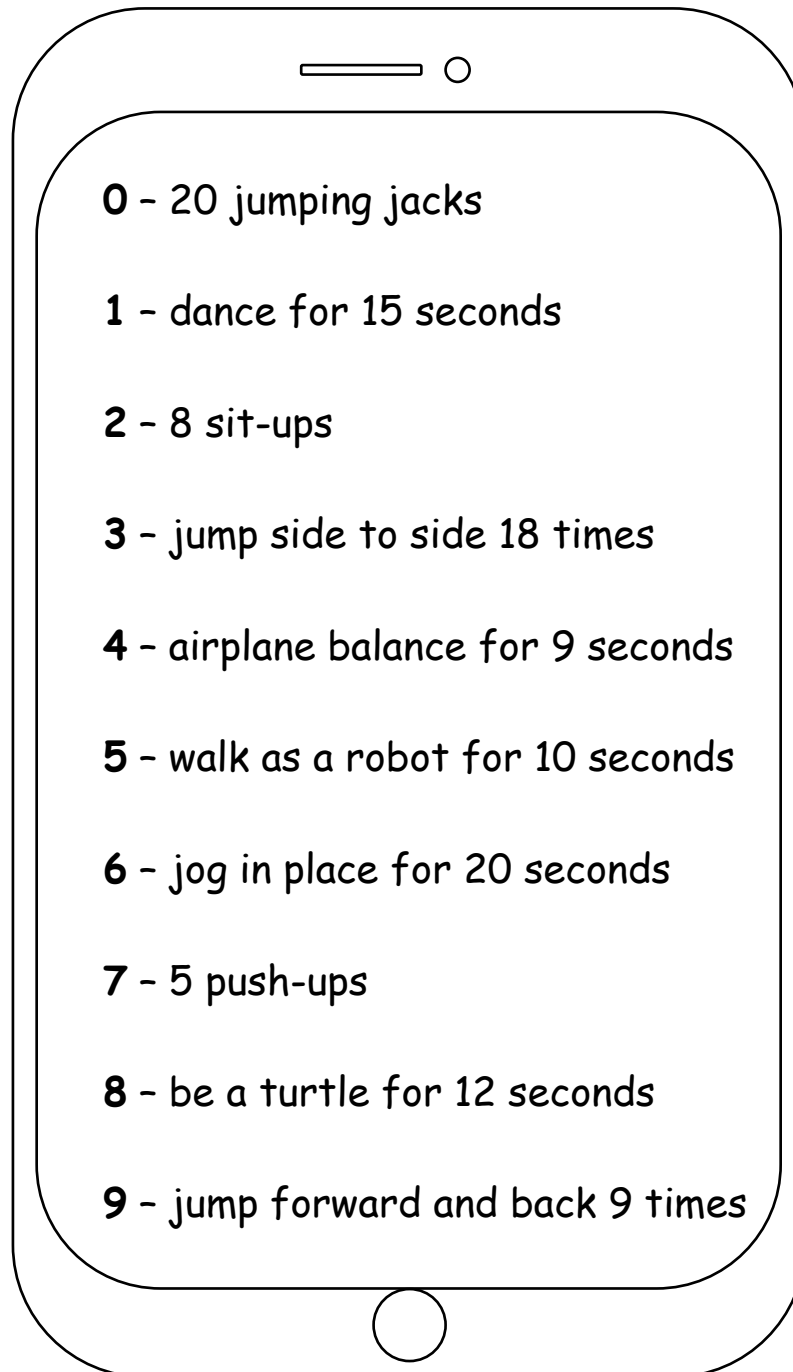 0 – 20 jumping jacks
1 – dance for 15 seconds
2 – 8 sit-ups
3 – jump side to side 18 times
4 – airplane balance for 9 seconds
5 – walk as a robot for 10 seconds
6 – jog in place for 20 seconds
7 – 5 push-ups
8 – be a turtle for 12 seconds
9 – jump forward and back 9 times